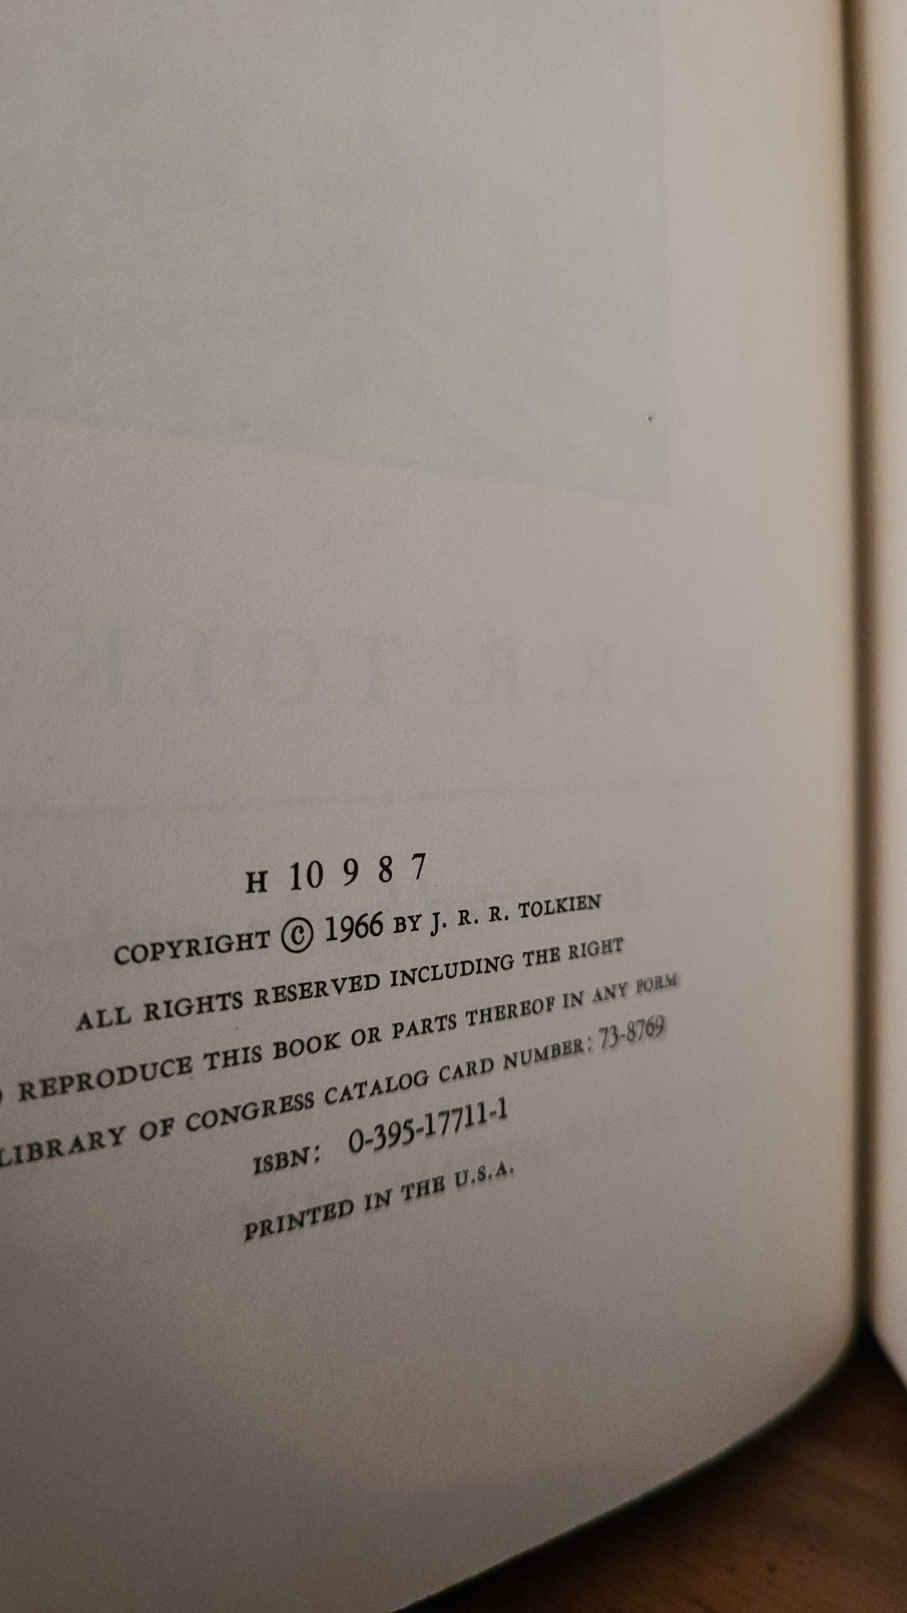 H 10 9 8 7
COPYRIGHT © 1966 BY J. R. R. TOLKIEN
ALL RIGHTS RESERVED INCLUDING THE RIGHT
REPRODUCE THIS BOOK OR PARTS THEREOF IN ANY FORM
LIBRARY OF CONGRESS CATALOG CARD NUMBER: 73-8769
ISBN: 0-395-17711-1
PRINTED IN THE U.S.A.